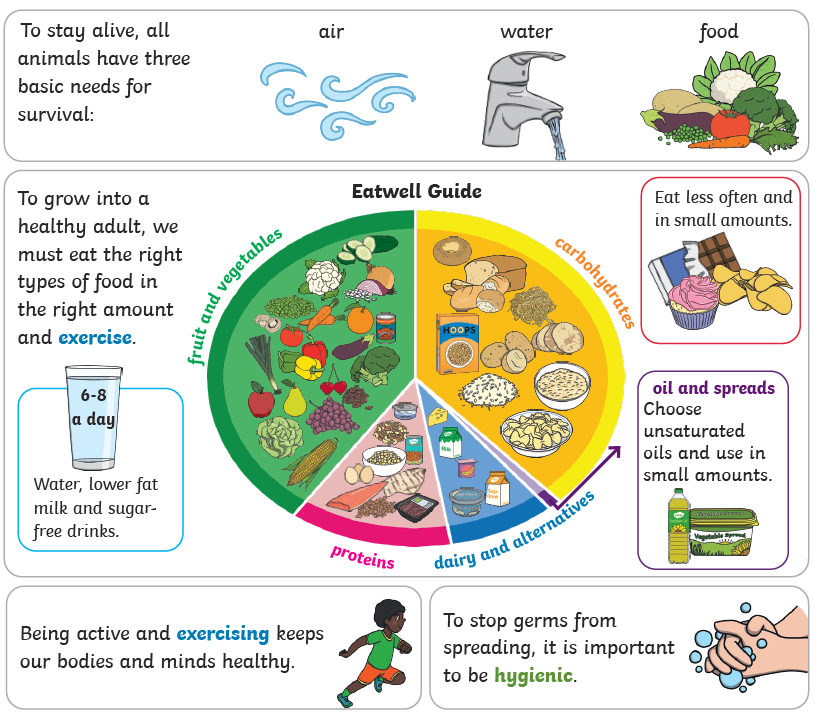 To stay alive, all
animals have three
basic needs for
survival:
air
water
food
To grow into a
healthy adult, we
must eat the right
types of food in
the right amount
and exercise.
6-8
a day
Water, lower fat
milk and sugar-
free drinks.
Eatwell Guide
fruit and vegetables
carbohydrates
proteins
dairy and alternatives
HOOPS
Milk
Eat less often and
in small amounts.
oil and spreads
Choose
unsaturated
oils and use in
small amounts.
Vegetable Spread
Being active and exercising keeps
our bodies and minds healthy.
To stop germs from
spreading, it is important
to be hygienic.